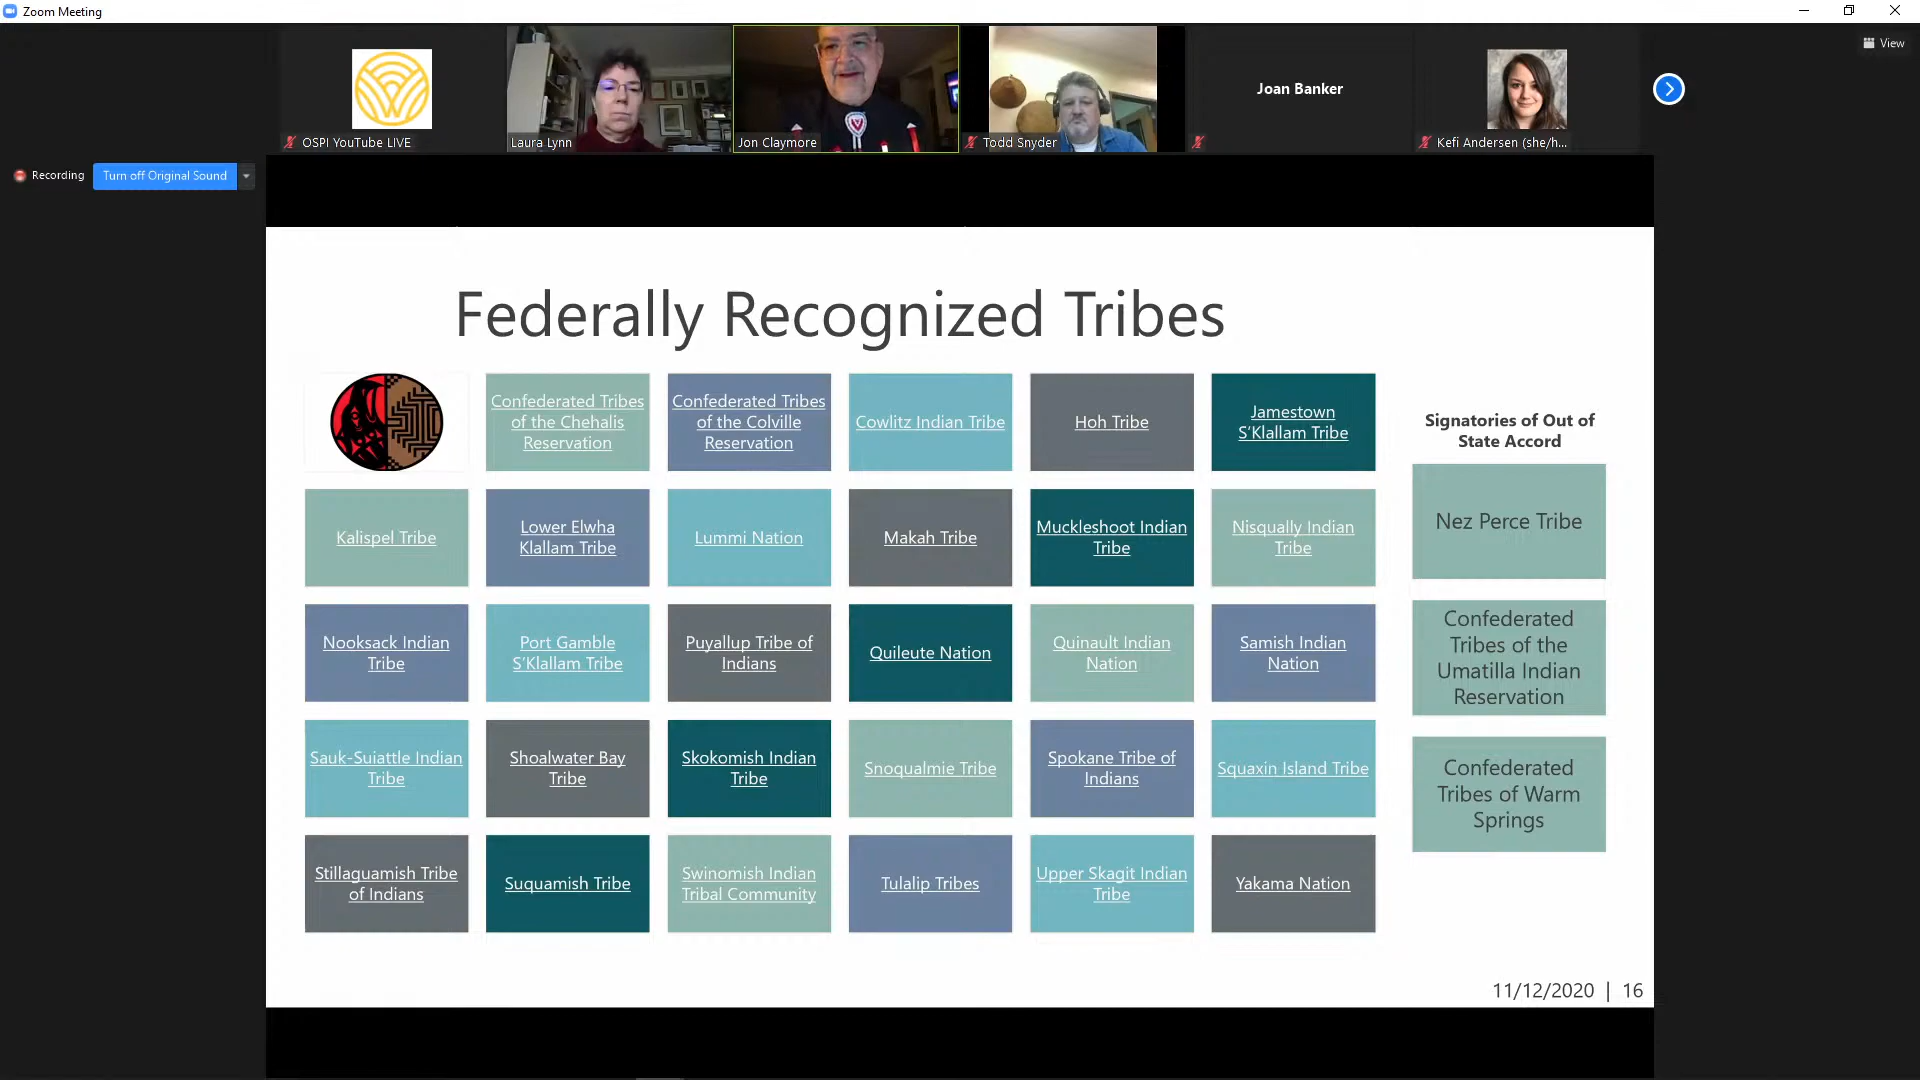 Zoom Meeting
View
OSPI YouTube LIVE
Laura Lynn
Jon Claymore
Todd Snyder
Joan Banker
Kefi Andersen (she/h...
Recording
Turn off Original Sound
Federally Recognized Tribes
Confederated Tribes
of the Chehalis
Reservation
Confederated Tribes
of the Colville
Reservation
Cowlitz Indian Tribe
Hoh Tribe
Jamestown
S’Klallam Tribe
Kalispel Tribe
Lower Elwha
Klallam Tribe
Lummi Nation
Makah Tribe
Muckleshoot Indian
Tribe
Nisqually Indian
Tribe
Nooksack Indian
Tribe
Port Gamble
S’Klallam Tribe
Puyallup Tribe of
Indians
Quileute Nation
Quinault Indian
Nation
Samish Indian
Nation
Sauk-Suiattle Indian
Tribe
Shoalwater Bay
Tribe
Skokomish Indian
Tribe
Snoqualmie Tribe
Spokane Tribe of
Indians
Squaxin Island Tribe
Stillaguamish Tribe
of Indians
Suquamish Tribe
Swinomish Indian
Tribal Community
Tulalip Tribes
Upper Skagit Indian
Tribe
Yakama Nation
Signatories of Out of
State Accord
Nez Perce Tribe
Confederated
Tribes of the
Umatilla Indian
Reservation
Confederated
Tribes of Warm
Springs
11/12/2020 | 16